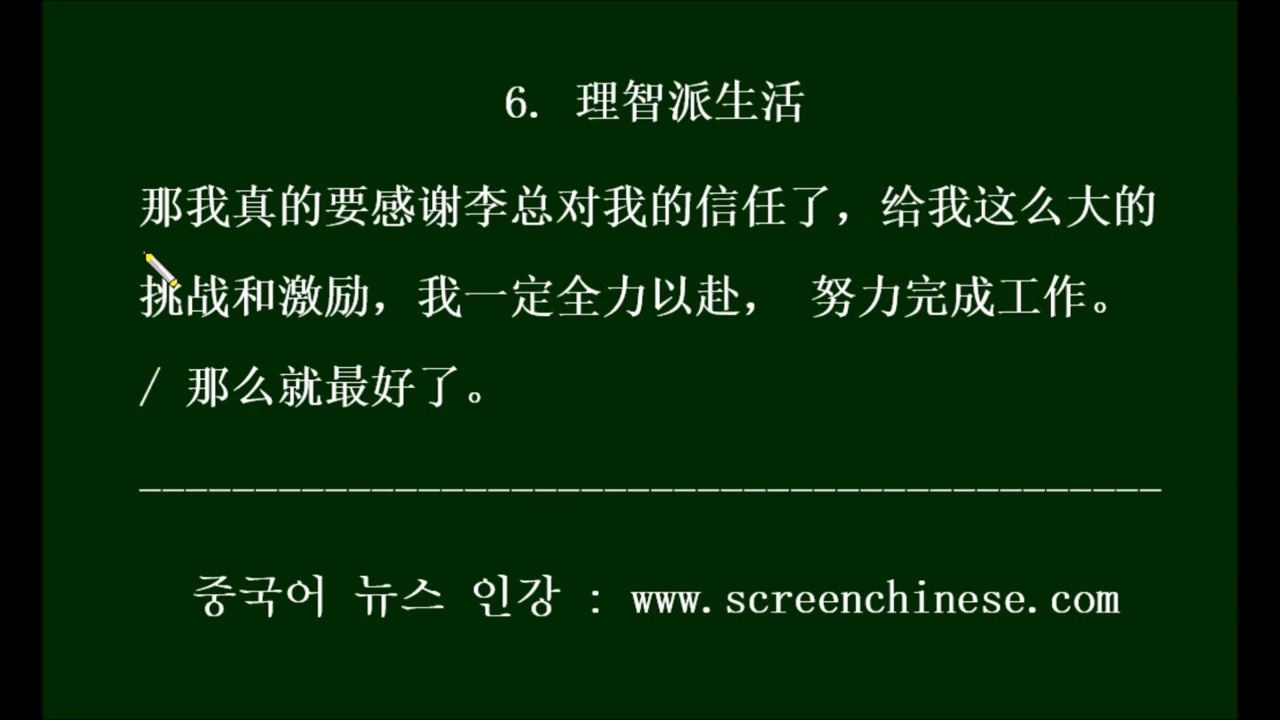 6. 理智派生活
那我真的要感谢李总对我的信任了，给我这么大的
挑战和激励，我一定全力以赴， 努力完成工作。
/ 那么就最好了。
____________________________________________
중국어 뉴스 인강 : www.screenchinese.com